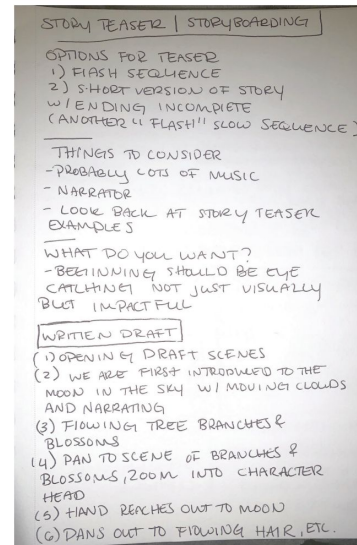 STORY TEASER | STORYBOARDING
OPTIONS FOR TEASER
1) FLASH SEQUENCE
2) SHORT VERSION OF STORY
W/ ENDING INCOMPLETE
(ANOTHER "FLASH" SLOW SEQUENCE)
THINGS TO CONSIDER
- PROBABLY LOTS OF MUSIC
- NARRATOR
- LOOK BACK AT STORY TEASER
EXAMPLES
WHAT DO YOU WANT?
- BEGINNING SHOULD BE EYE
CATCHING NOT JUST VISUALLY
BUT IMPACTFUL
WRITTEN DRAFT
(1) OPENING DRAFT SCENES
(2) WE ARE FIRST INTRODUCED TO THE
MOON IN THE SKY W/ MOVING CLOUDS
AND NARRATING
(3) FLOWING TREE BRANCHES &
BLOSSOMS
(4) PAN TO SCENE OF BRANCHES &
BLOSSOMS, ZOOM INTO CHARACTER
HEAD
(5) HAND REACHES OUT TO MOON
(6) PANS OUT TO FLOWING HAIR, ETC.